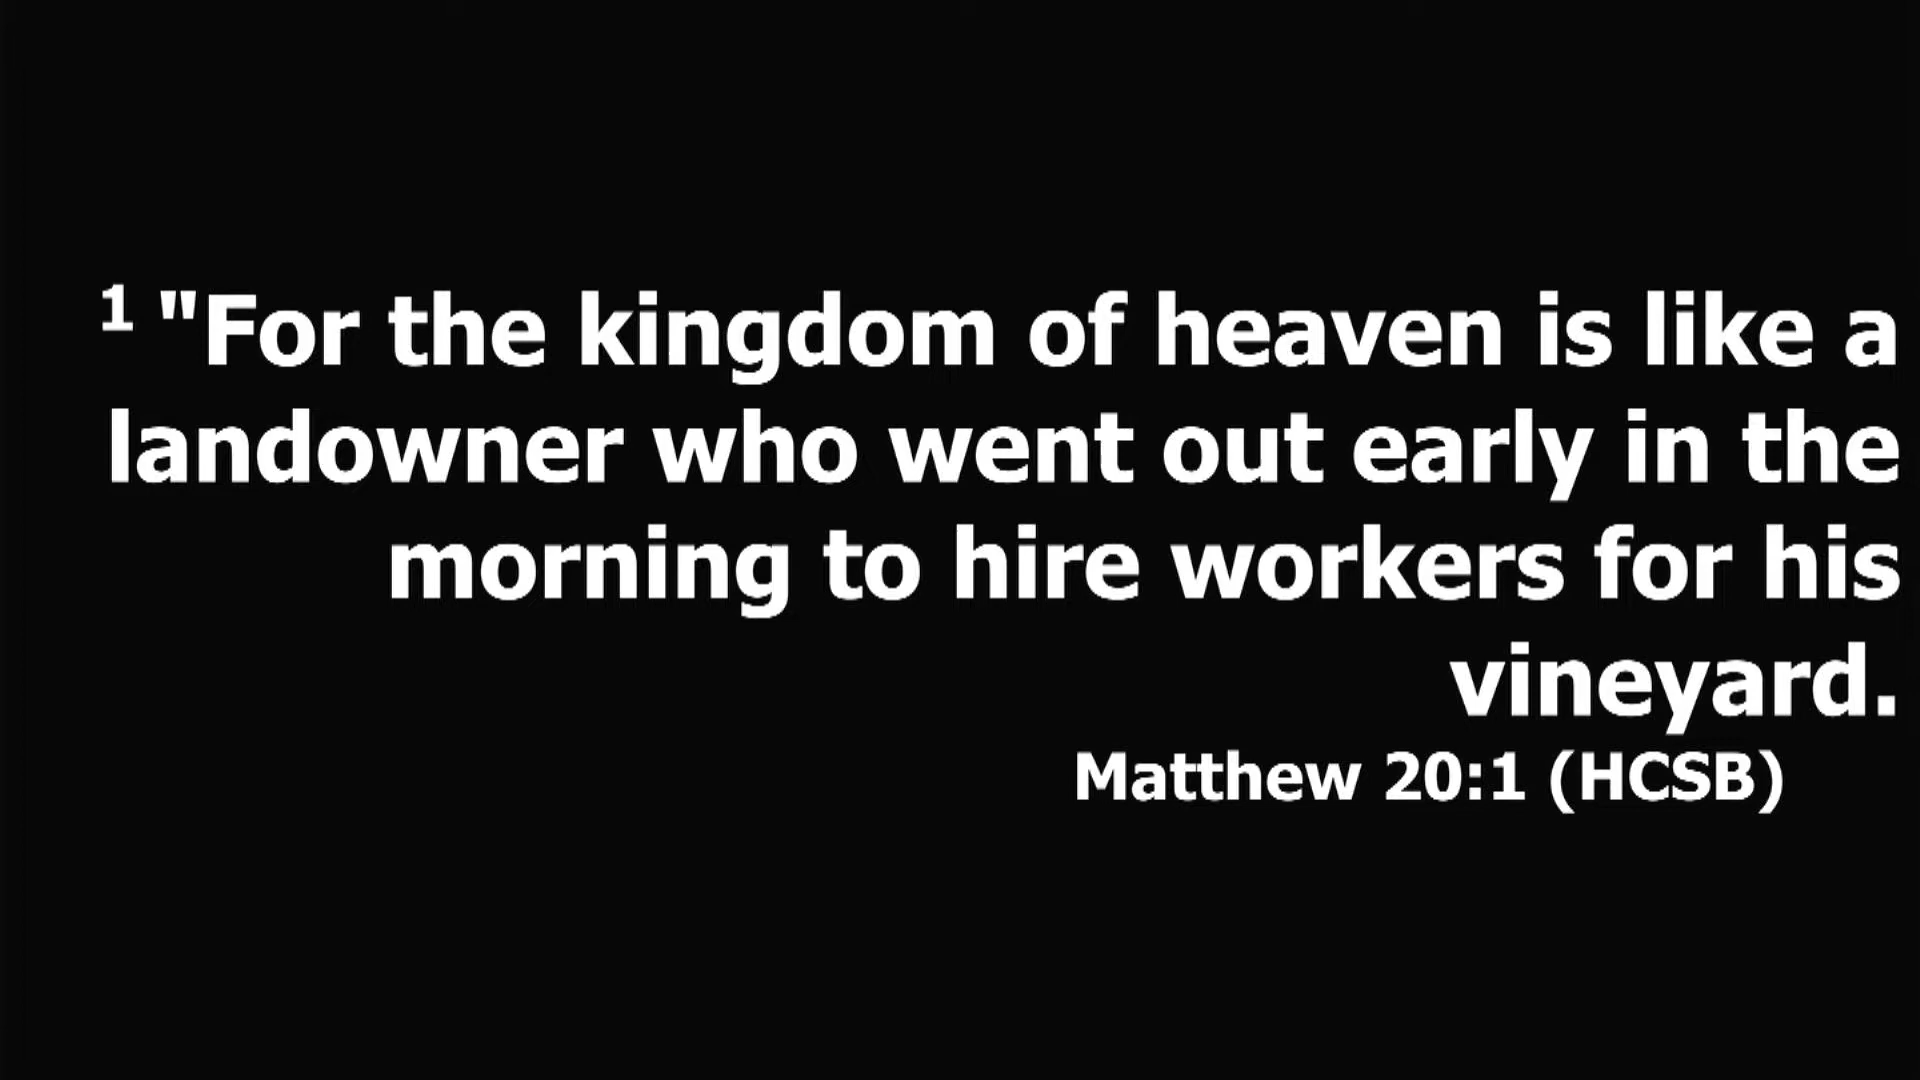 1 "For the kingdom of heaven is like a
landowner who went out early in the
morning to hire workers for his
vineyard.
Matthew 20:1 (HCSB)